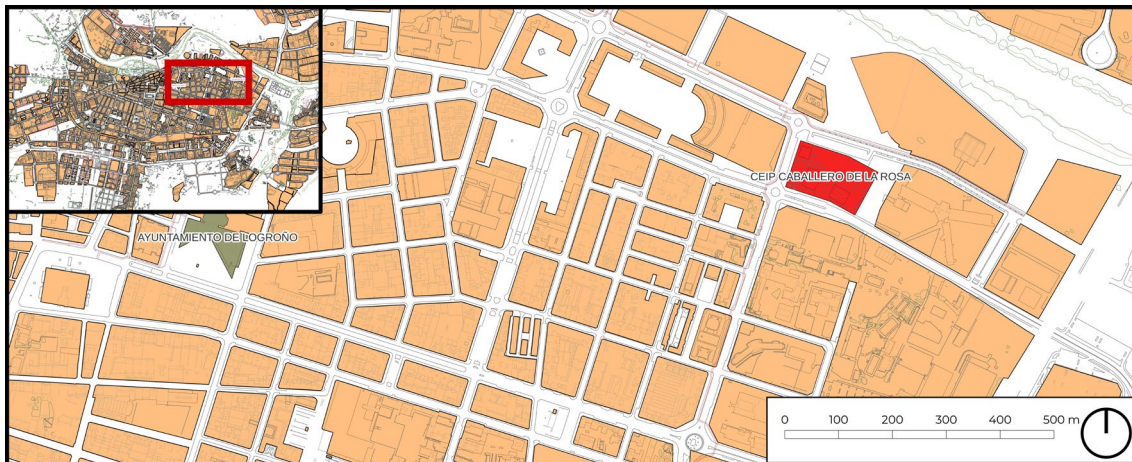 CEIP CABALLERO DE LA ROSA
AYUNTAMIENTO DE LOGROÑO
0 100 200 300 400 500 m